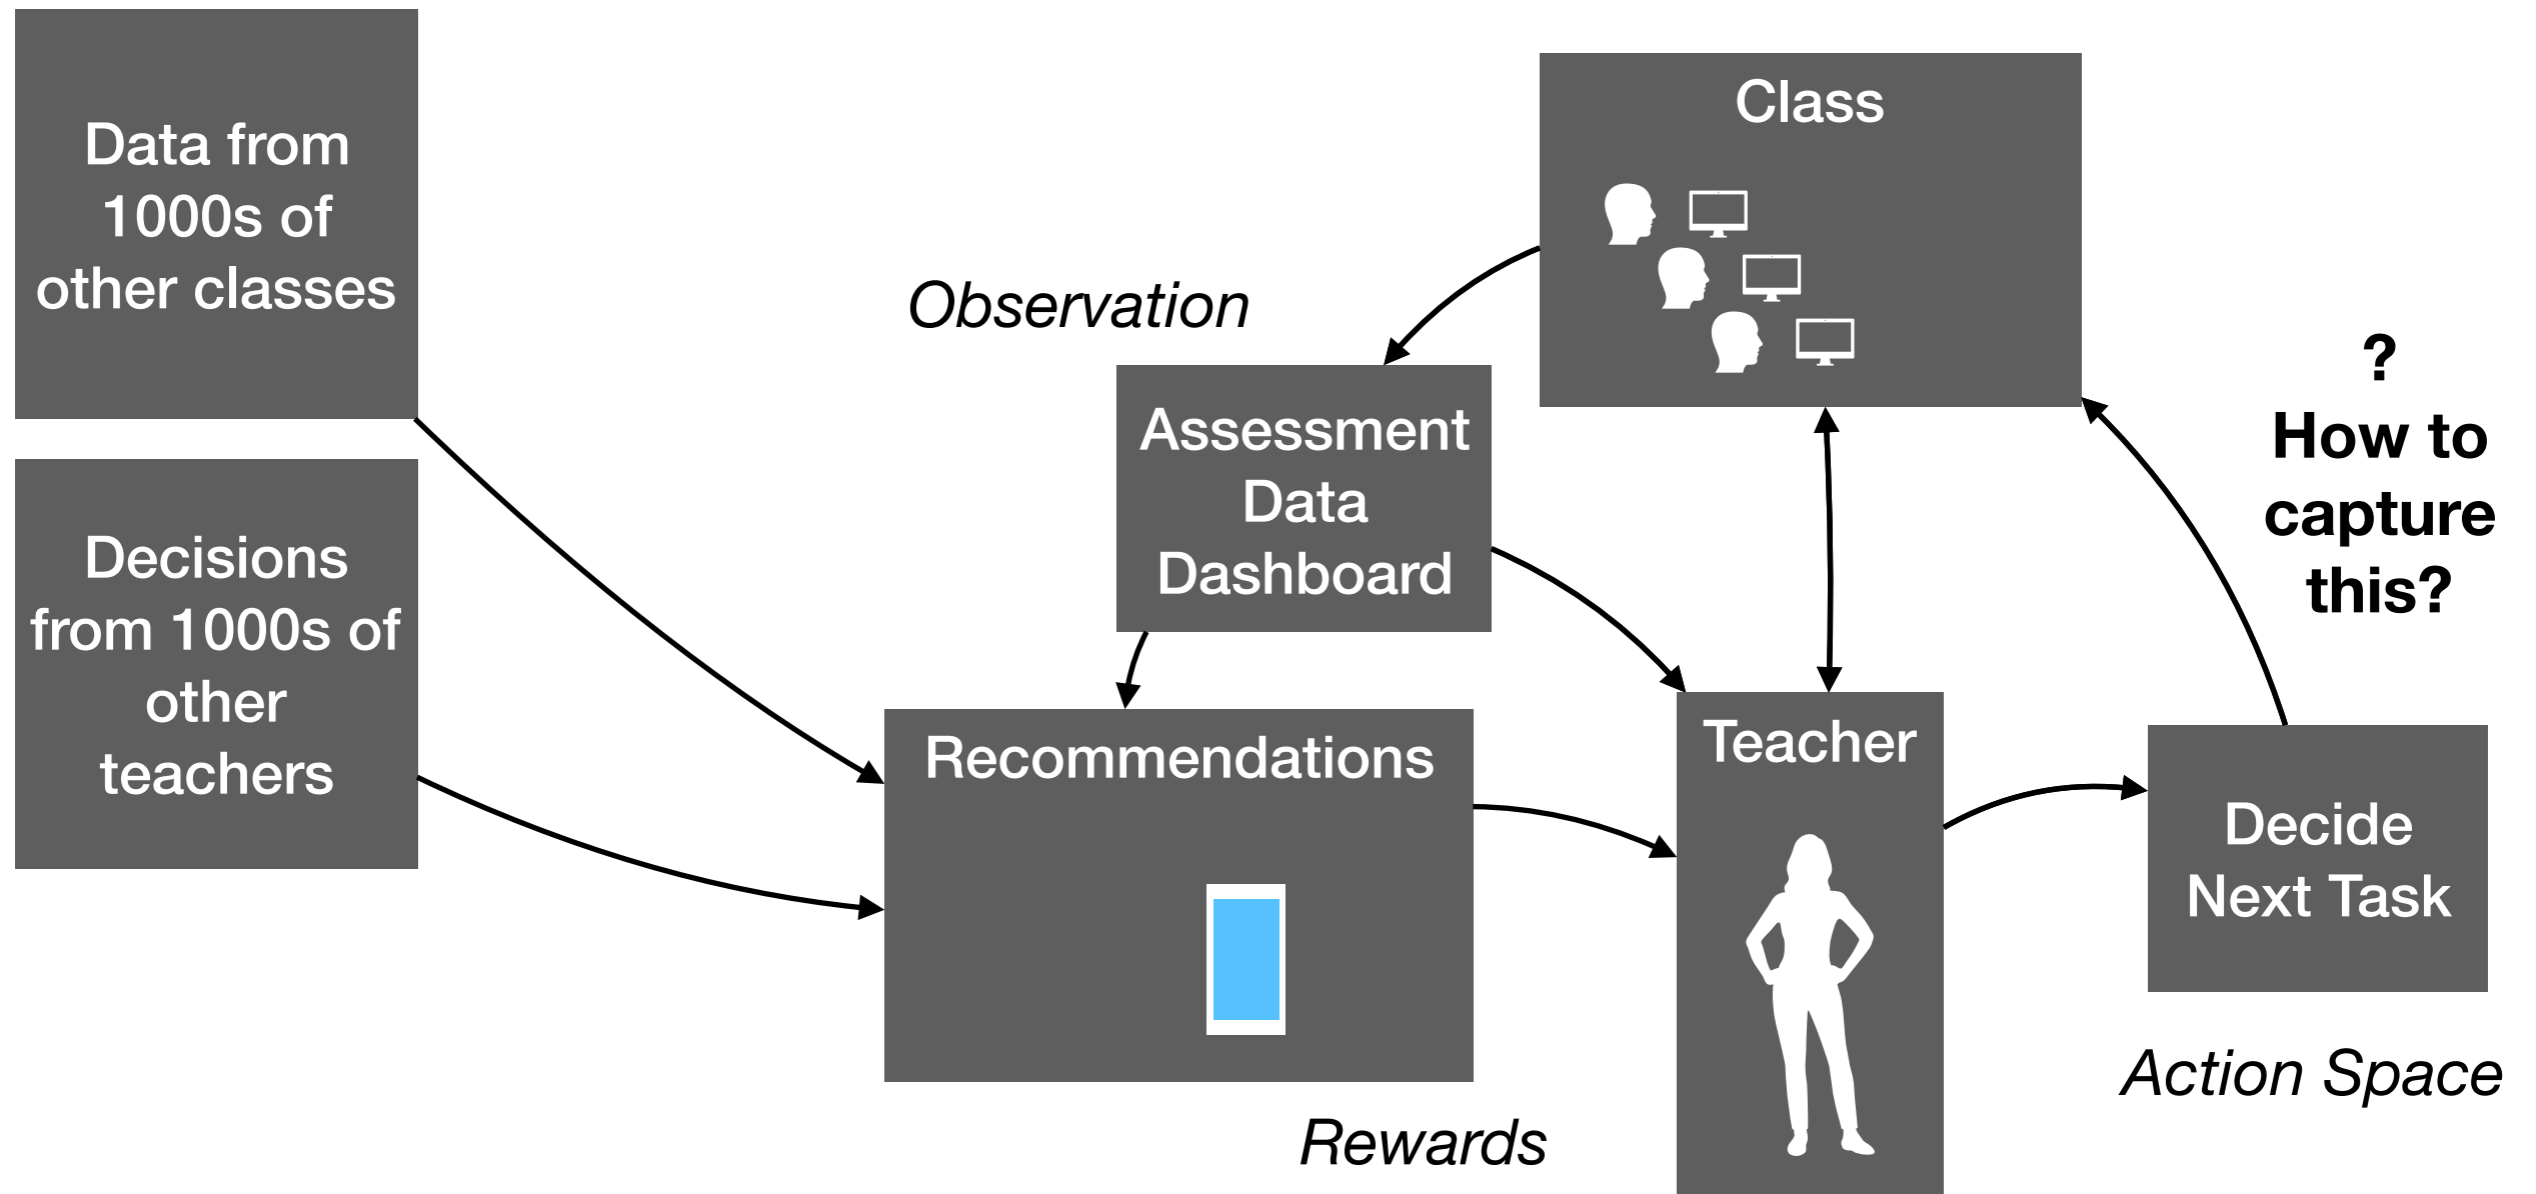 Data from
1000s of
other classes
Decisions
from 1000s of
other
teachers
Observation
Assessment
Data
Dashboard
Class
?
How to
capture
this?
Recommendations
Rewards
Teacher
Decide
Next Task
Action Space